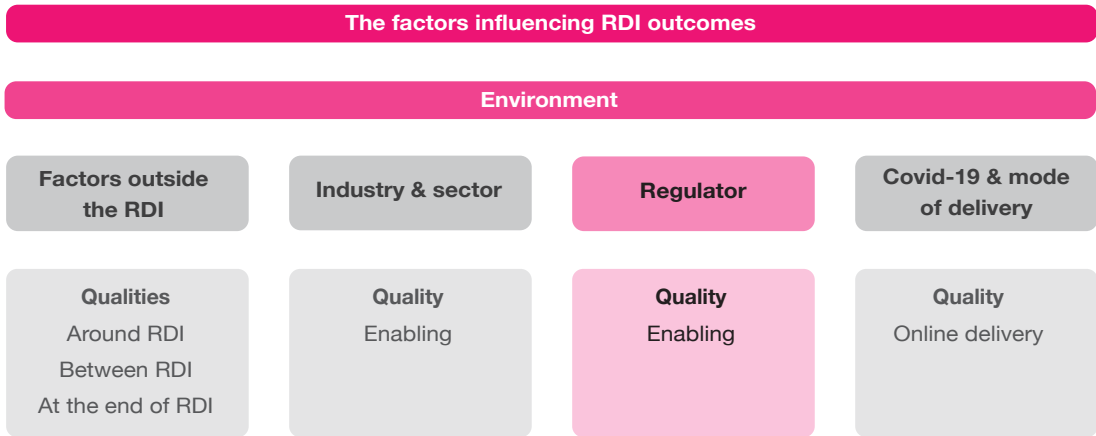 The factors influencing RDI outcomes
Environment
Factors outside
the RDI
Industry & sector
Regulator
Covid-19 & mode
of delivery
Qualities
Around RDI
Between RDI
At the end of RDI
Quality
Enabling
Quality
Enabling
Quality
Online delivery